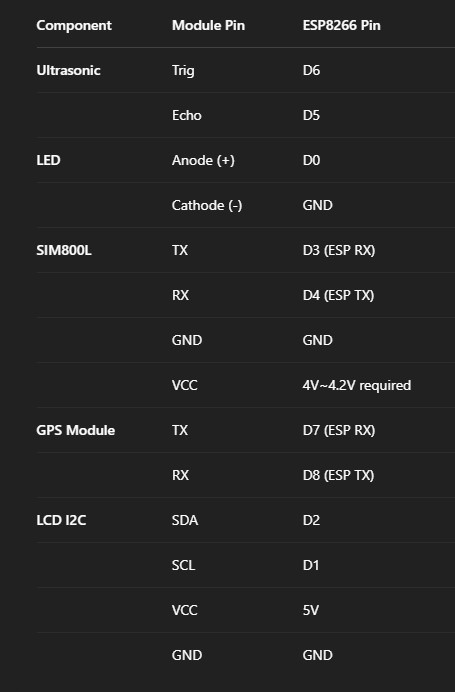 Component Module Pin ESP8266 Pin
Ultrasonic Trig D6
Echo D5
LED Anode (+) D0
Cathode (-) GND
SIM800L TX D3 (ESP RX)
RX D4 (ESP TX)
GND GND
VCC 4V~4.2V required
GPS Module TX D7 (ESP RX)
RX D8 (ESP TX)
LCD I2C SDA D2
SCL D1
VCC 5V
GND GND